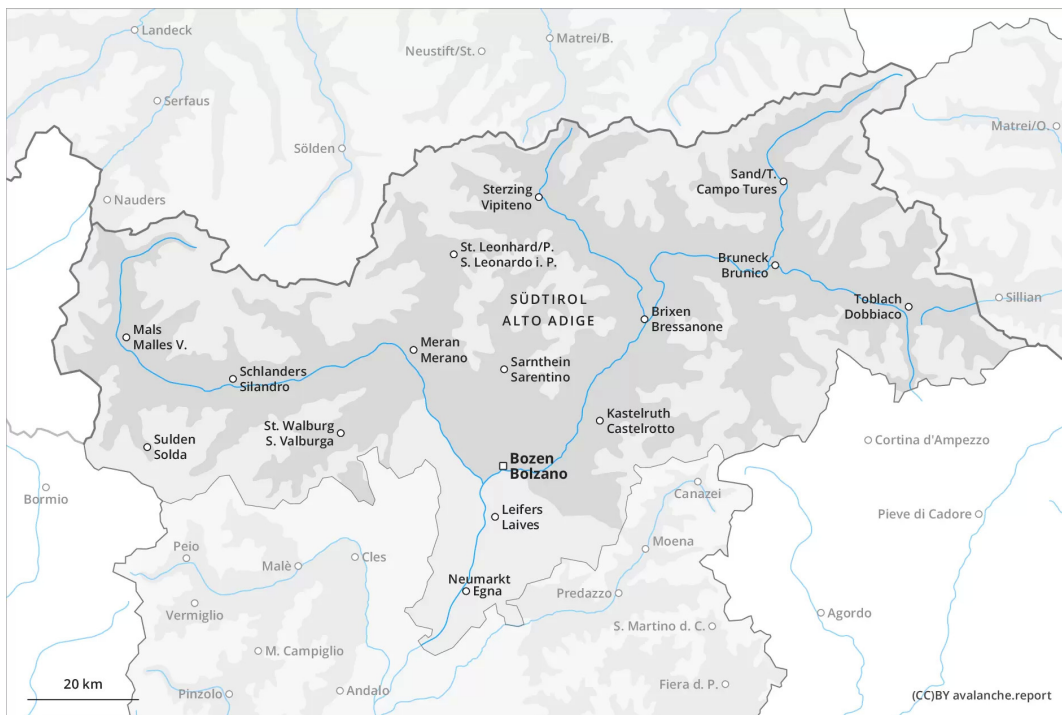 Landeck
Neustift/St.
Matrei/B.
Serfaus
Matrei/O.
Sölden
Sand/T.
Campo Tures
Nauders
Sterzing
Vipiteno
St. Leonhard/P.
S. Leonardo i. P.
Bruneck
Brunico
SÜDTIROL
ALTO ADIGE
Toblach
Dobbiaco
Sillian
Brixen
Bressanone
Mals
Malles V.
Meran
Merano
Sarnthein
Sarentino
Schlanders
Silandro
Kastelruth
Castelrotto
St. Walburg
S. Valburga
Sulden
Solda
Cortina d'Ampezzo
Bozen
Bolzano
Bormio
Canazei
Leifers
Laives
Pieve di Cadore
Peio
Moena
Cles
Malè
Neumarkt
Egna
Predazzo
Vermiglio
Agordo
S. Martino d. C.
M. Campiglio
20 km
Pinzolo
Andalo
Fiera d. P.
(CC)BY avalanche.report